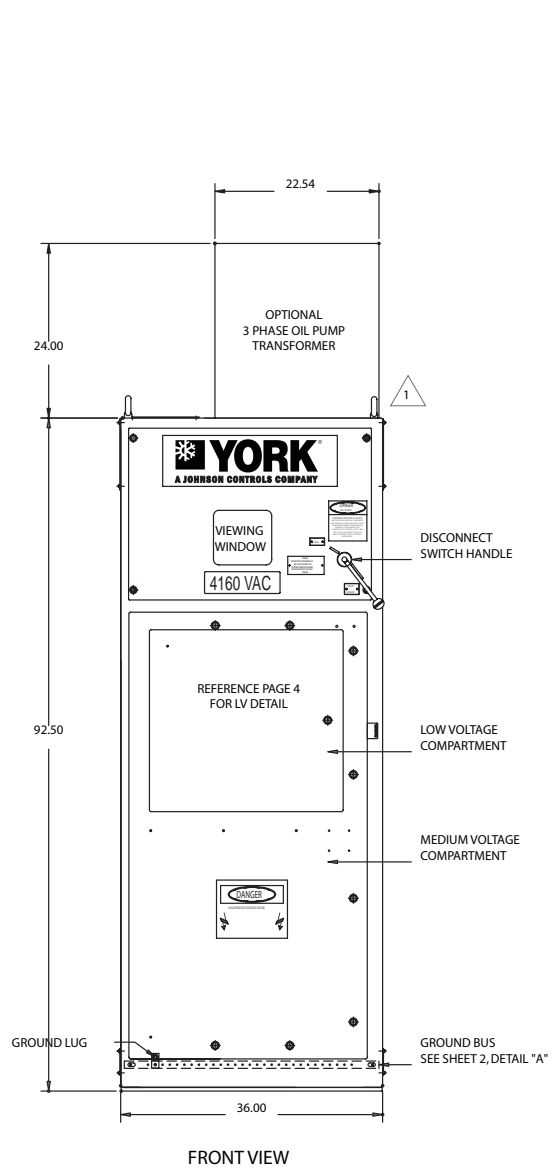 22.54
OPTIONAL
3 PHASE OIL PUMP
TRANSFORMER
24.00
1
YORK
A JOHNSON CONTROLS COMPANY
DANGER
VIEWING
WINDOW
DISCONNECT
SWITCH HANDLE
4160 VAC
REFERENCE PAGE 4
FOR LV DETAIL
92.50
LOW VOLTAGE
COMPARTMENT
MEDIUM VOLTAGE
COMPARTMENT
DANGER
GROUND LUG
GROUND BUS
SEE SHEET 2, DETAIL "A"
36.00
FRONT VIEW